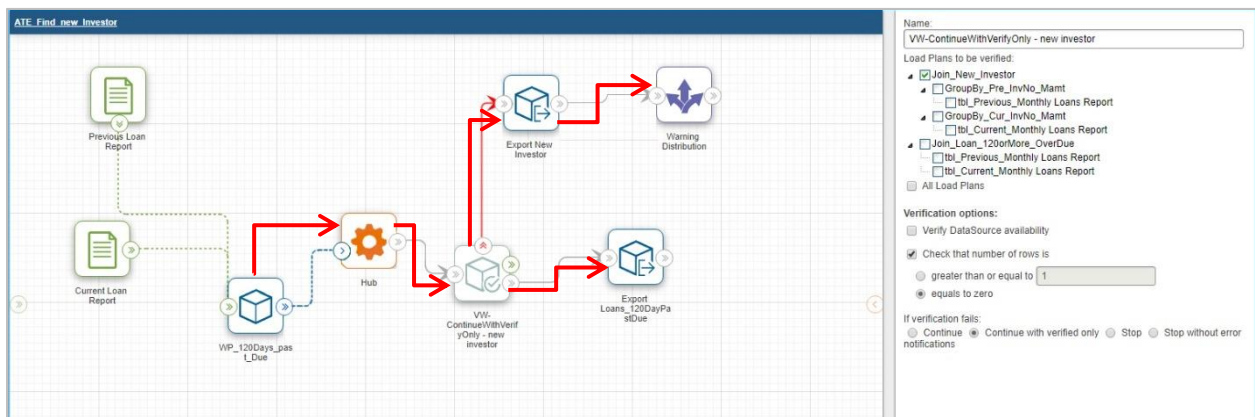 ATE_Find_new_Investor
Previous Loan
Report
Current Loan
Report
WP_120Days_pas
t_Due
Hub
VW-
ContinueWithVerif
yOnly - new
investor
Export New
Investor
Warning
Distribution
Export
Loans_120DayPa
stDue
Name:
VW-ContinueWithVerifyOnly - new investor
Load Plans to be verified:
Join_New_Investor
GroupBy_Pre_InvNo_Mamt
tbl_Previous_Monthly Loans Report
GroupBy_Cur_InvNo_Mamt
tbl_Current_Monthly Loans Report
Join_Loan_120orMore_OverDue
tbl_Previous_Monthly Loans Report
tbl_Current_Monthly Loans Report
All Load Plans
Verification options:
Verify DataSource availability
Check that number of rows is
greater than or equal to 1
equals to zero
If verification fails:
Continue Continue with verified only Stop Stop without error
notifications